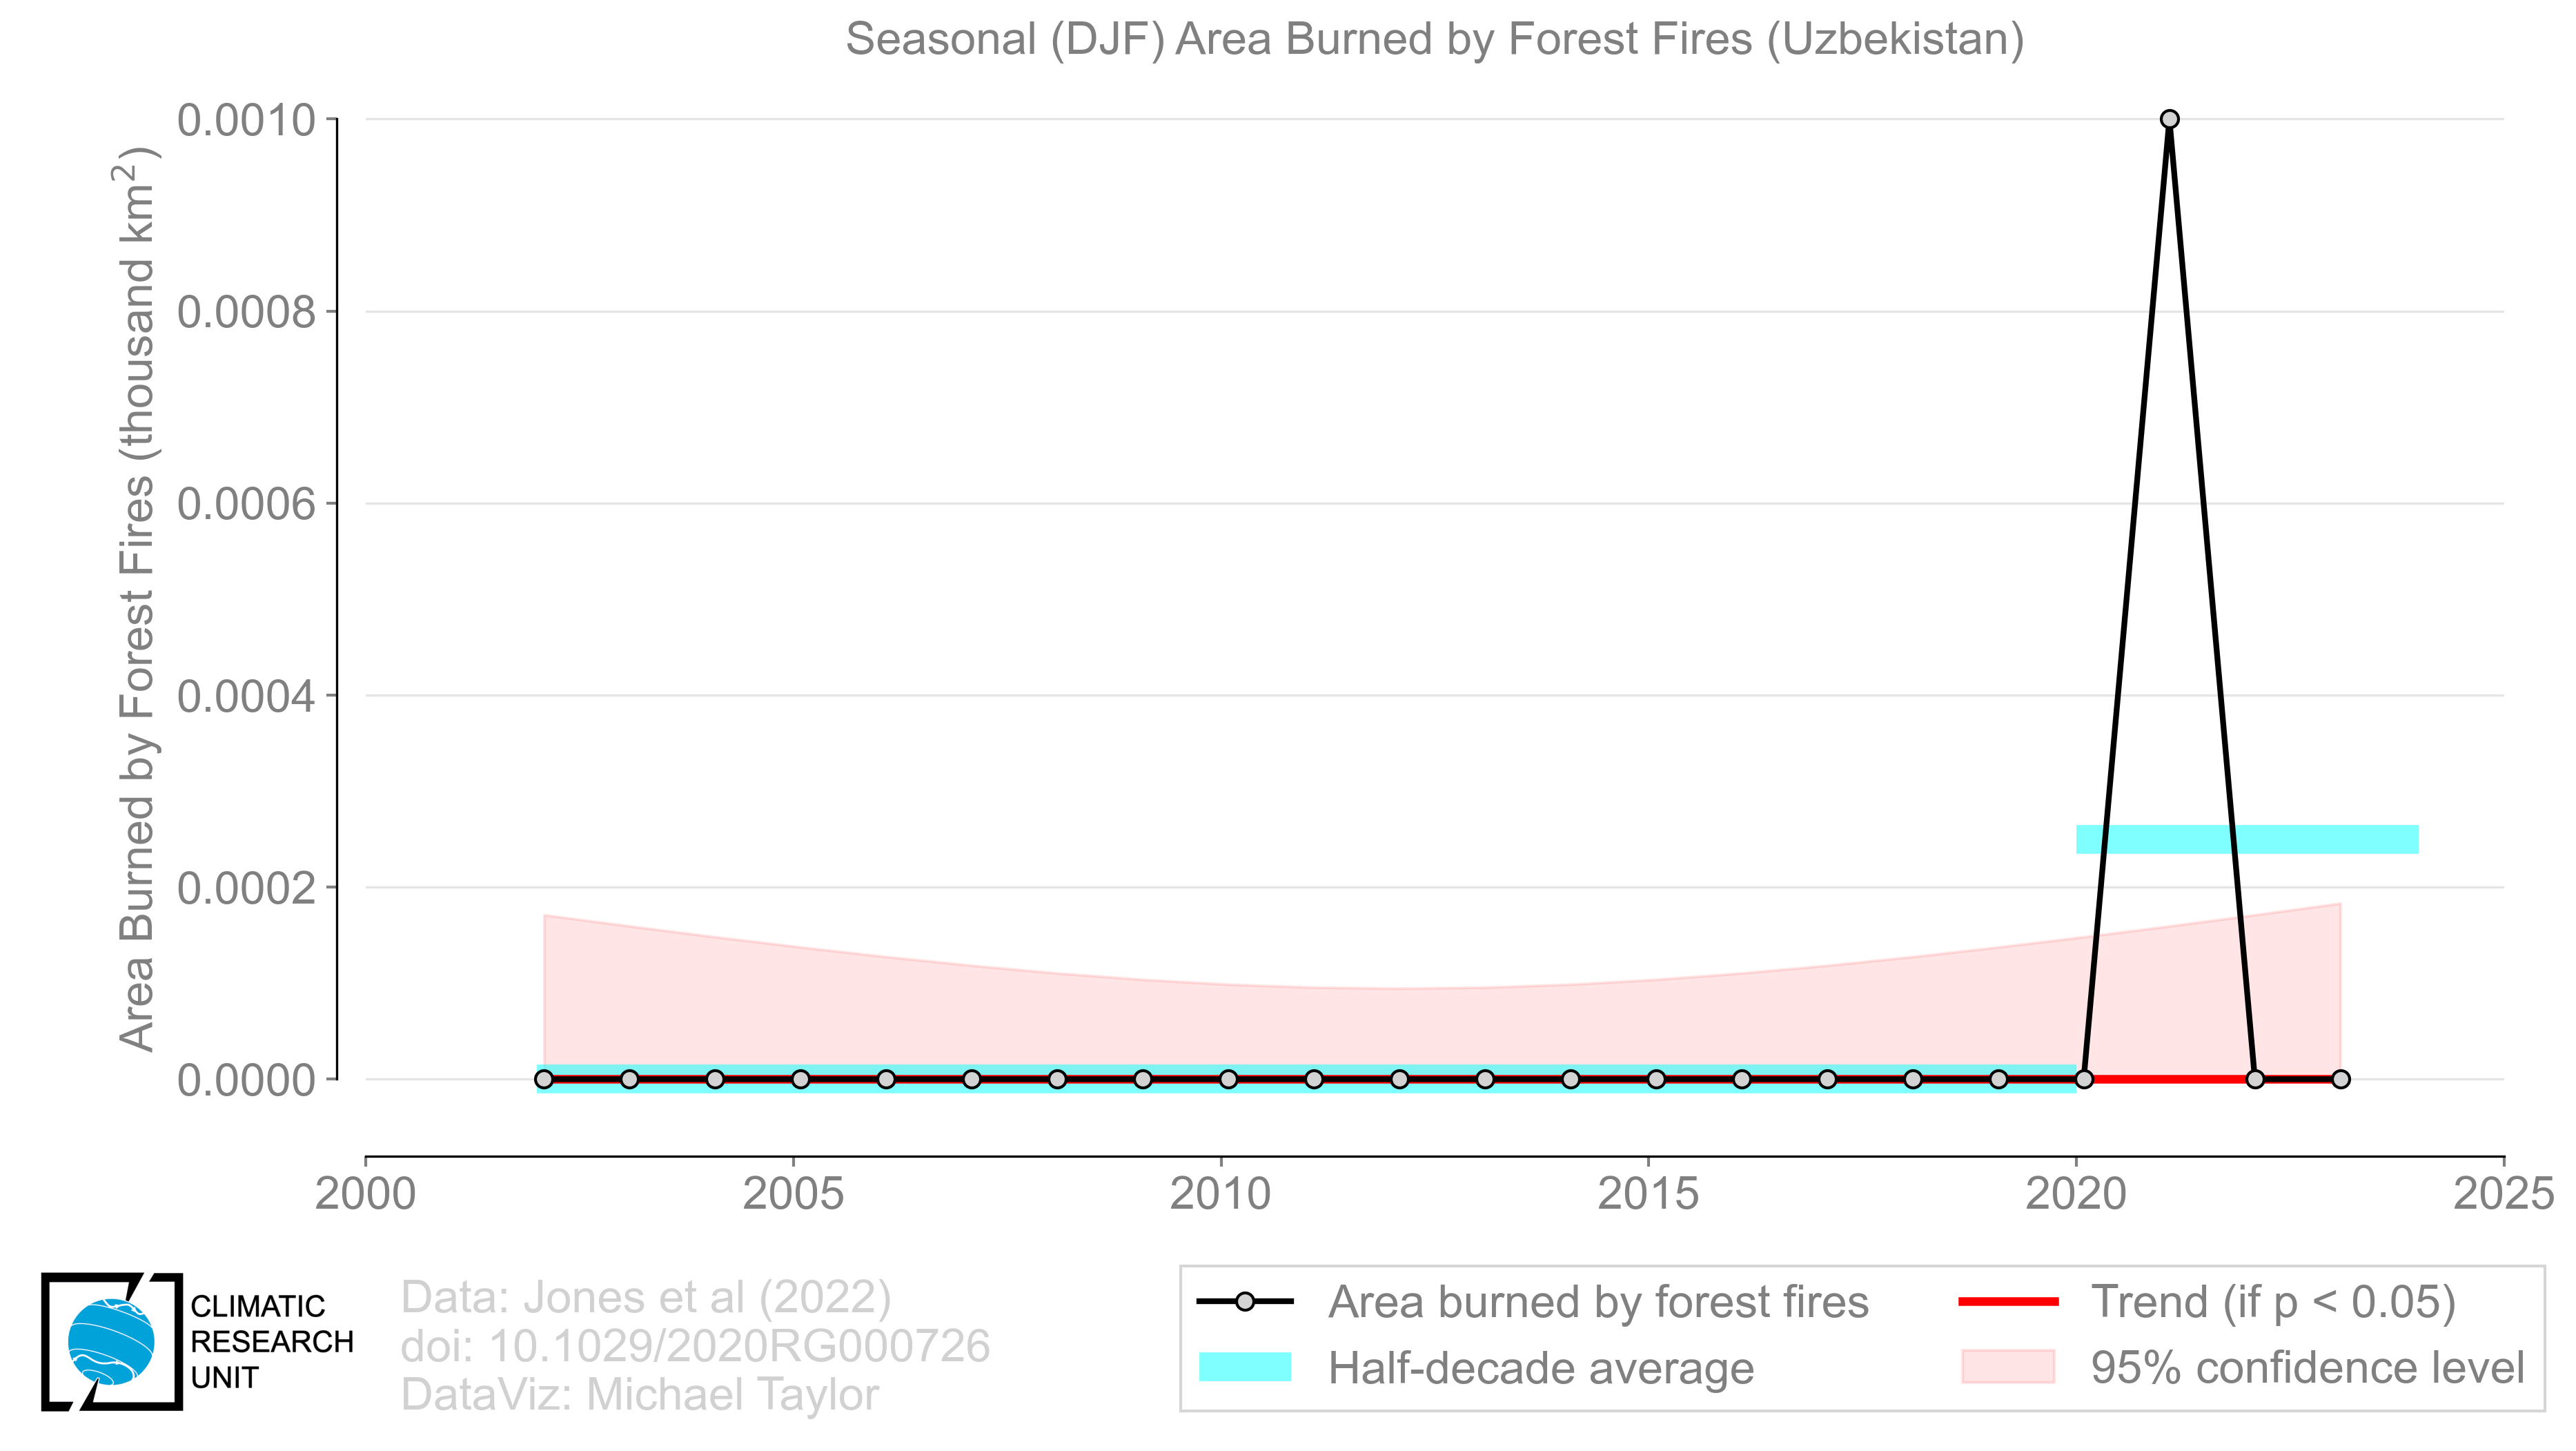 Seasonal (DJF) Area Burned by Forest Fires (Uzbekistan)
Area Burned by Forest Fires (thousand km²)
0.0010
0.0008
0.0006
0.0004
0.0002
0.0000
2000 2005 2010 2015 2020 2025
CLIMATIC
RESEARCH
UNIT
Data: Jones et al (2022)
doi: 10.1029/2020RG000726
DataViz: Michael Taylor
Area burned by forest fires
Half-decade average
Trend (if p < 0.05)
95% confidence level